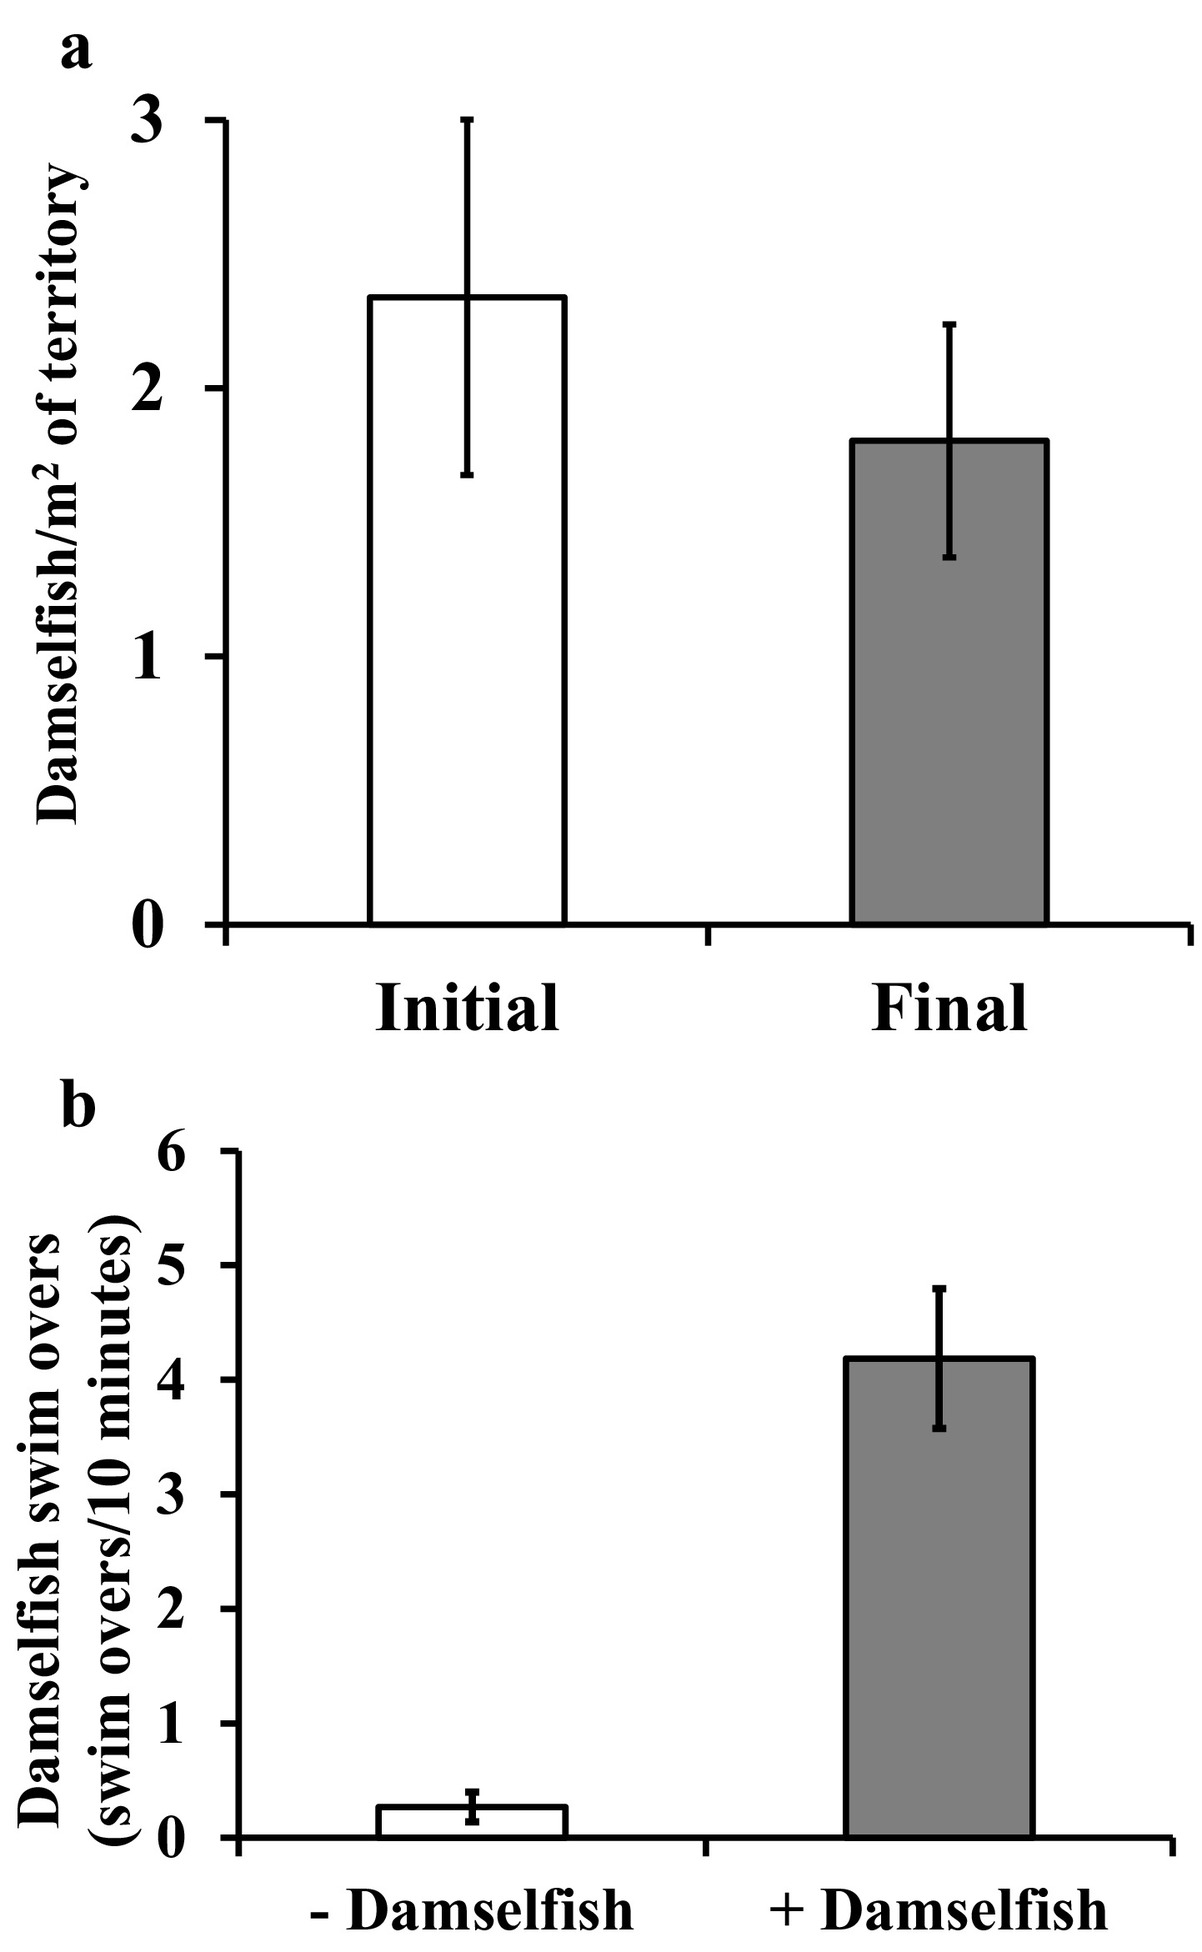 a
Damselfish/m² of territory
3
2
1
0
Initial Final
b
Damselfish swim overs
(swim overs/10 minutes)
6
5
4
3
2
1
0
- Damselfish + Damselfish